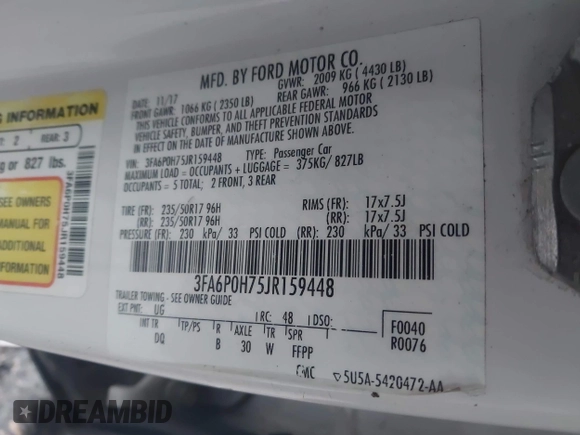 MFD. BY FORD MOTOR CO.
DATE: 11/17 GVWR: 2009 KG ( 4430 LB)
FRONT GAWR: 1066 KG ( 2350 LB) REAR GAWR: 966 KG ( 2130 LB)
THIS VEHICLE CONFORMS TO ALL APPLICABLE FEDERAL MOTOR
VEHICLE SAFETY, BUMPER, AND THEFT PREVENTION STANDARDS
IN EFFECT ON THE DATE OF MANUFACTURE SHOWN ABOVE.
VIN: 3FA6P0H75JR159448 TYPE: Passenger Car
MAXIMUM LOAD = OCCUPANTS + LUGGAGE = 375KG/ 827LB
OCCUPANTS = 5 TOTAL; 2 FRONT, 3 REAR
TIRE (FR): 235/50R17 96H RIMS (FR): 17x7.5J
(RR): 235/50R17 96H (RR): 17x7.5J
PRESSURE (FR): 230 kPa/ 33 PSI COLD (RR): 230 kPa/ 33 PSI COLD
3FA6P0H75JR159448
TRAILER TOWING - SEE OWNER GUIDE
EXT PNT: UG RC: 48 DSO: F0040
INT TR TP/PS R AXLE TR SPR R0076
DQ B 30 W FFPP
5U5A-5420472-AA
INFORMATION
2 REAR: 3
or 827 lbs.
OWNERS
MANUAL FOR
ADDITIONAL
INFORMATION
3FA6P0H75JR159448
DREAMBID